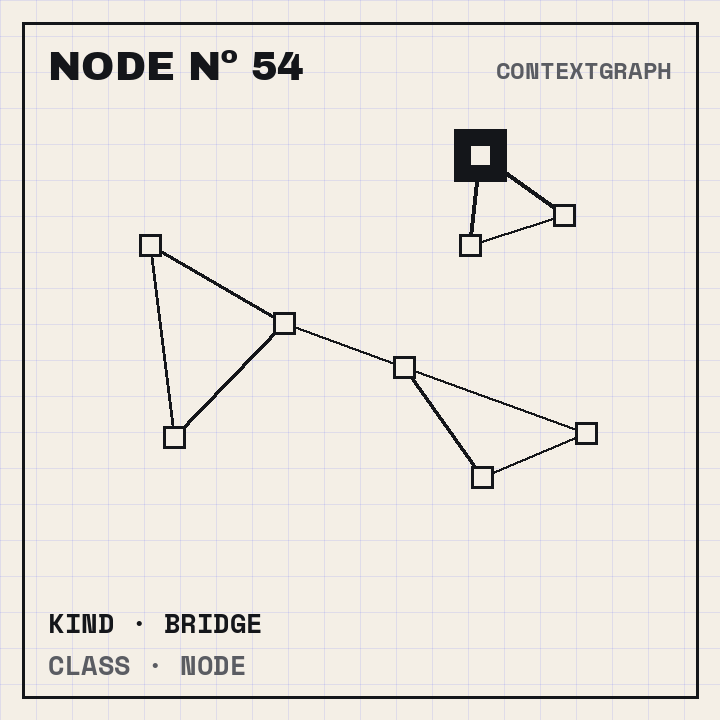 NODE Nº 54
CONTEXTGRAPH
KIND · BRIDGE
CLASS · NODE